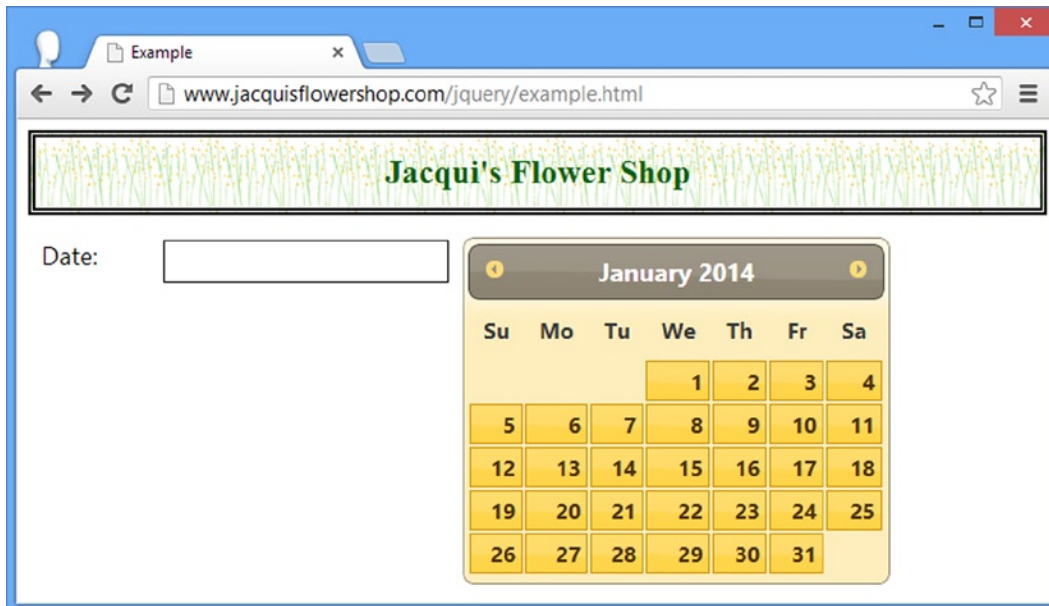 Example
www.jacquisflowershop.com/jquery/example.html
Jacqui's Flower Shop
Date:
January 2014
Su Mo Tu We Th Fr Sa
1 2 3 4
5 6 7 8 9 10 11
12 13 14 15 16 17 18
19 20 21 22 23 24 25
26 27 28 29 30 31